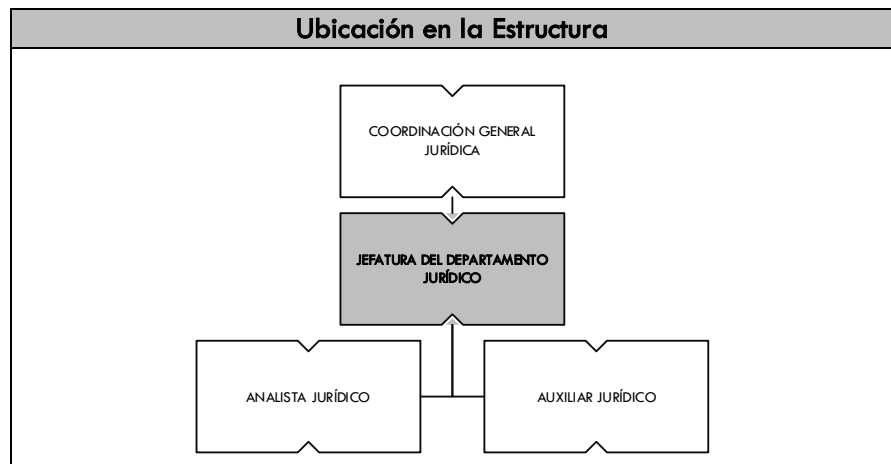 Ubicación en la Estructura
COORDINACIÓN GENERAL
JURÍDICA
JEFATURA DEL DEPARTAMENTO
JURÍDICO
ANALISTA JURÍDICO
AUXILIAR JURÍDICO